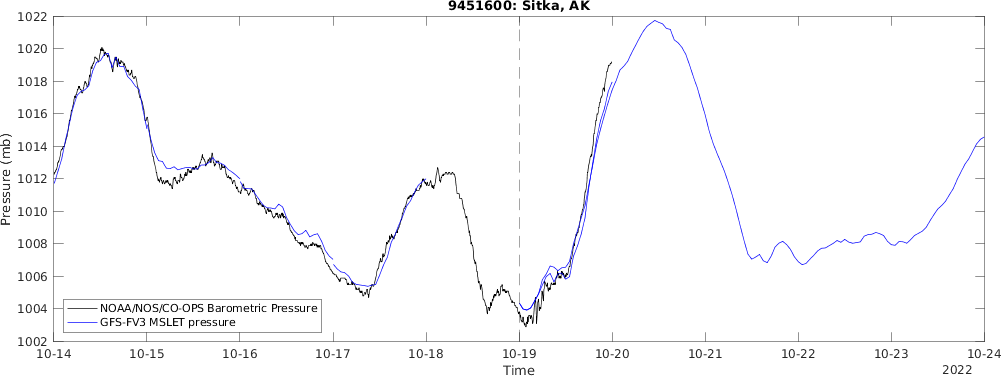 9451600: Sitka, AK
Pressure (mb)
1022
1020
1018
1016
1014
1012
1010
1008
1006
1004
1002
NOAA/NOS/CO-OPS Barometric Pressure
GFS-FV3 MSLET pressure
10-14 10-15 10-16 10-17 10-18 10-19 10-20 10-21 10-22 10-23 10-24
Time
2022